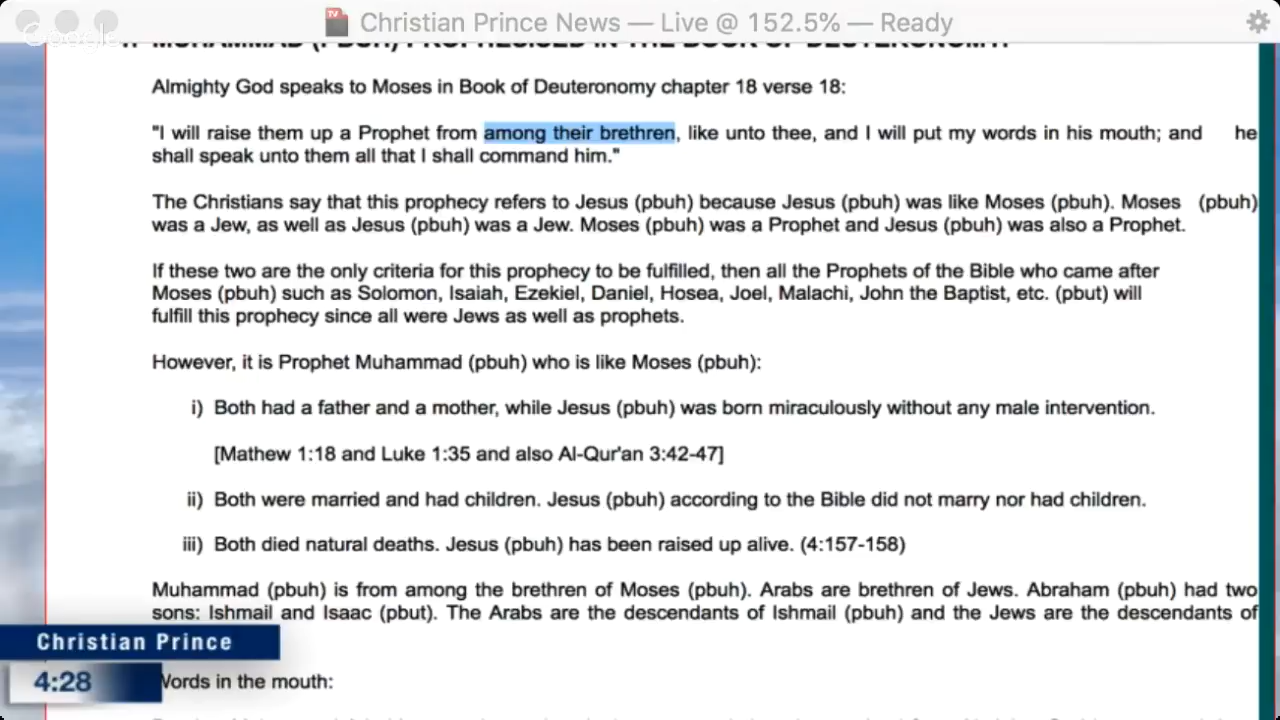 Christian Prince News — Live @ 152.5% — Ready
Google
MUHAMMAD (PBUH) PROPHESISED IN THE BOOK OF DEUTERONOMY:
Almighty God speaks to Moses in Book of Deuteronomy chapter 18 verse 18:
"I will raise them up a Prophet from among their brethren, like unto thee, and I will put my words in his mouth; and he
shall speak unto them all that I shall command him."
The Christians say that this prophecy refers to Jesus (pbuh) because Jesus (pbuh) was like Moses (pbuh). Moses (pbuh)
was a Jew, as well as Jesus (pbuh) was a Jew. Moses (pbuh) was a Prophet and Jesus (pbuh) was also a Prophet.
If these two are the only criteria for this prophecy to be fulfilled, then all the Prophets of the Bible who came after
Moses (pbuh) such as Solomon, Isaiah, Ezekiel, Daniel, Hosea, Joel, Malachi, John the Baptist, etc. (pbut) will
fulfill this prophecy since all were Jews as well as prophets.
However, it is Prophet Muhammad (pbuh) who is like Moses (pbuh):
i) Both had a father and a mother, while Jesus (pbuh) was born miraculously without any male intervention.
[Mathew 1:18 and Luke 1:35 and also Al-Qur'an 3:42-47]
ii) Both were married and had children. Jesus (pbuh) according to the Bible did not marry nor had children.
iii) Both died natural deaths. Jesus (pbuh) has been raised up alive. (4:157-158)
Muhammad (pbuh) is from among the brethren of Moses (pbuh). Arabs are brethren of Jews. Abraham (pbuh) had two
sons: Ishmail and Isaac (pbut). The Arabs are the descendants of Ishmail (pbuh) and the Jews are the descendants of
Christian Prince
4:28
Words in the mouth: